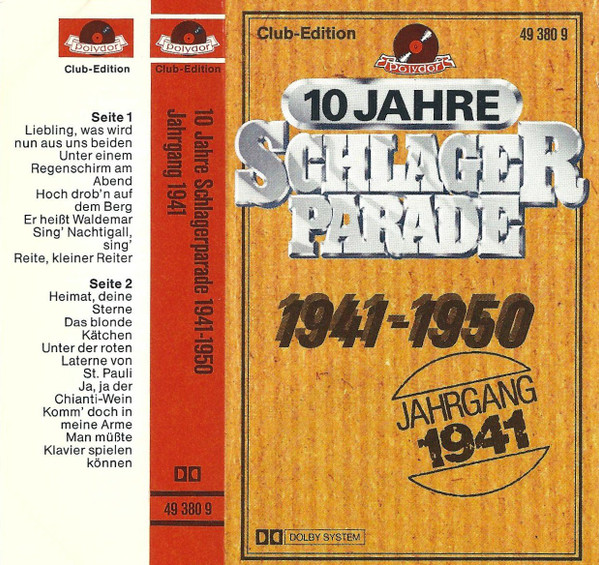 Polydor
Club-Edition
Seite 1
Liebling, was wird
nun aus uns beiden
Unter einem
Regenschirm am
Abend
Hoch drob'n auf
dem Berg
Er heißt Waldemar
Sing' Nachtigall,
sing'
Reite, kleiner Reiter
Seite 2
Heimat, deine
Sterne
Das blonde
Kätchen
Unter der roten
Laterne von
St. Pauli
Ja, ja der
Chianti-Wein
Komm' doch in
meine Arme
Man müßte
Klavier spielen
können
Polydor
Club-Edition
10 Jahre Schlagerparade 1941-1950
Jahrgang 1941
49 380 9
Club-Edition
49 380 9
Polydor
10 JAHRE
SCHLAGER
PARADE
1941-1950
JAHRGANG
1941
DOLBY SYSTEM